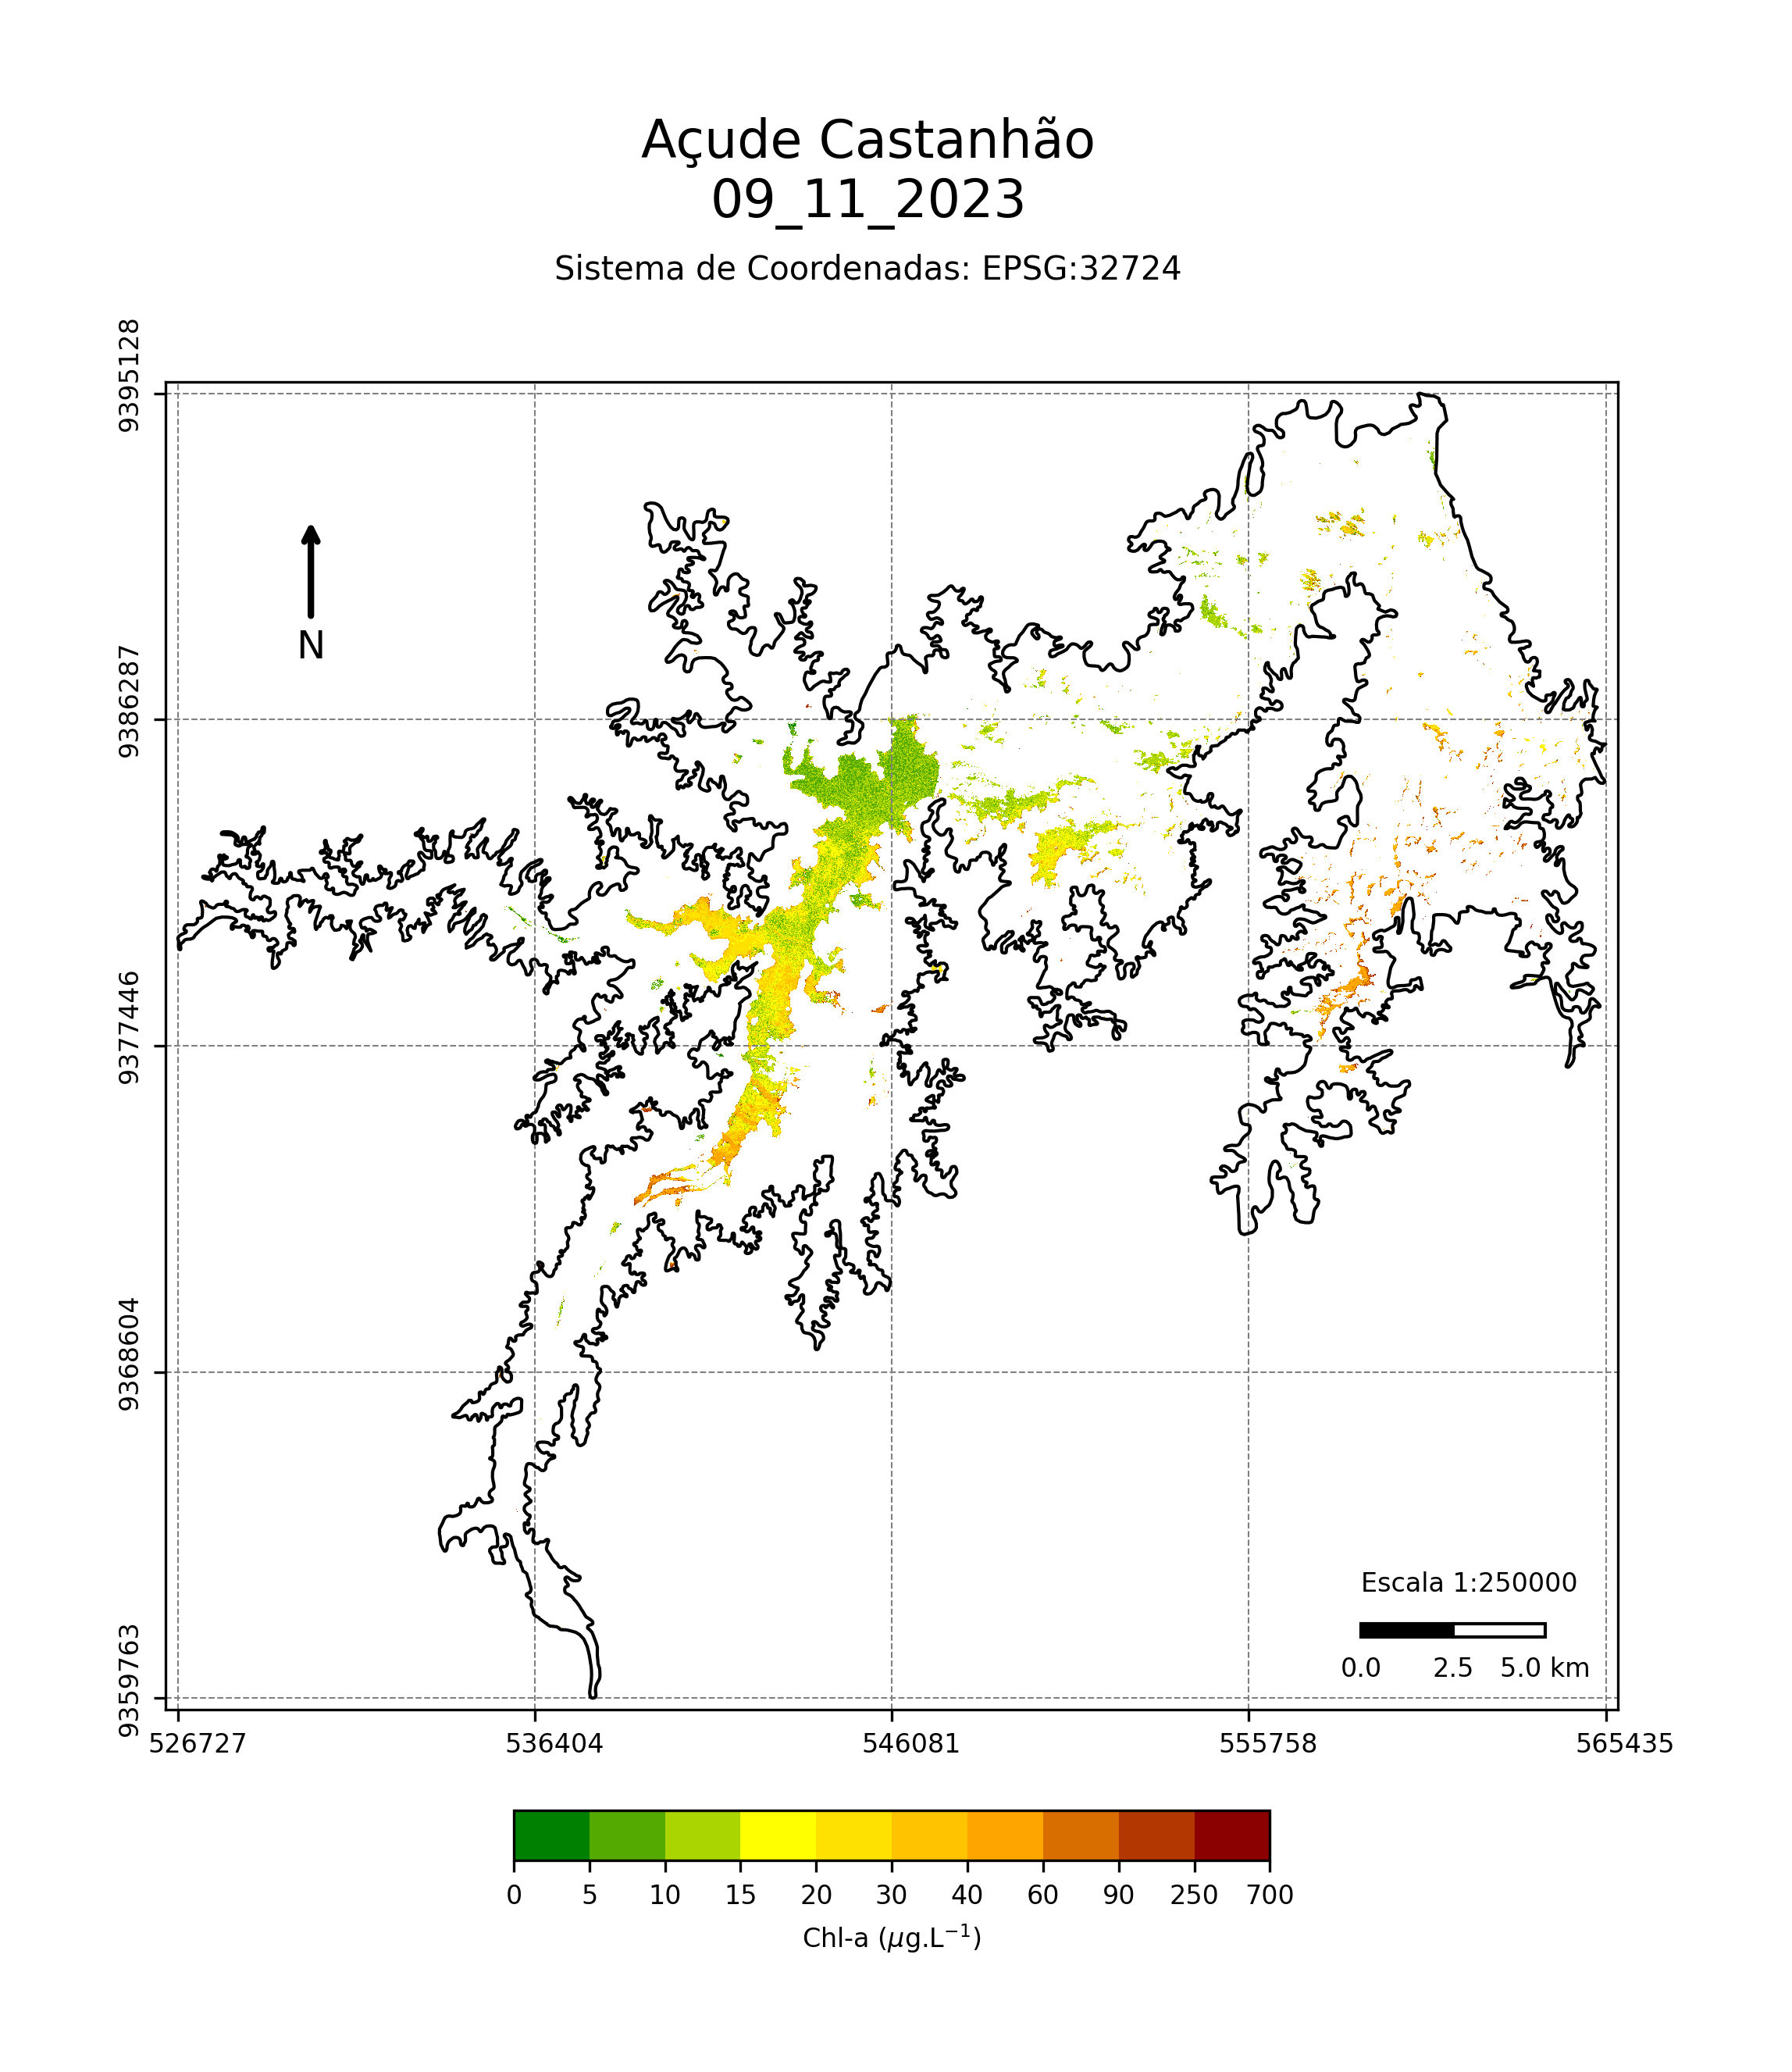 Açude Castanhão
09_11_2023
Sistema de Coordenadas: EPSG:32724
9395128
9386287
9377446
9368604
9359763
N
Escala 1:250000
0.0 2.5 5.0 km
526727 536404 546081 555758 565435
0 5 10 15 20 30 40 60 90 250 700
Chl-a (μg.L⁻¹)